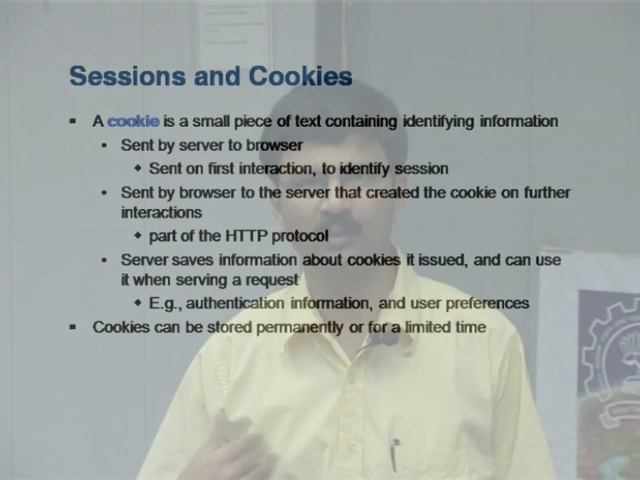 Sessions and Cookies
▪ A cookie is a small piece of text containing identifying information
• Sent by server to browser
◆ Sent on first interaction, to identify session
• Sent by browser to the server that created the cookie on further
interactions
◆ part of the HTTP protocol
• Server saves information about cookies it issued, and can use
it when serving a request
◆ E.g., authentication information, and user preferences
▪ Cookies can be stored permanently or for a limited time